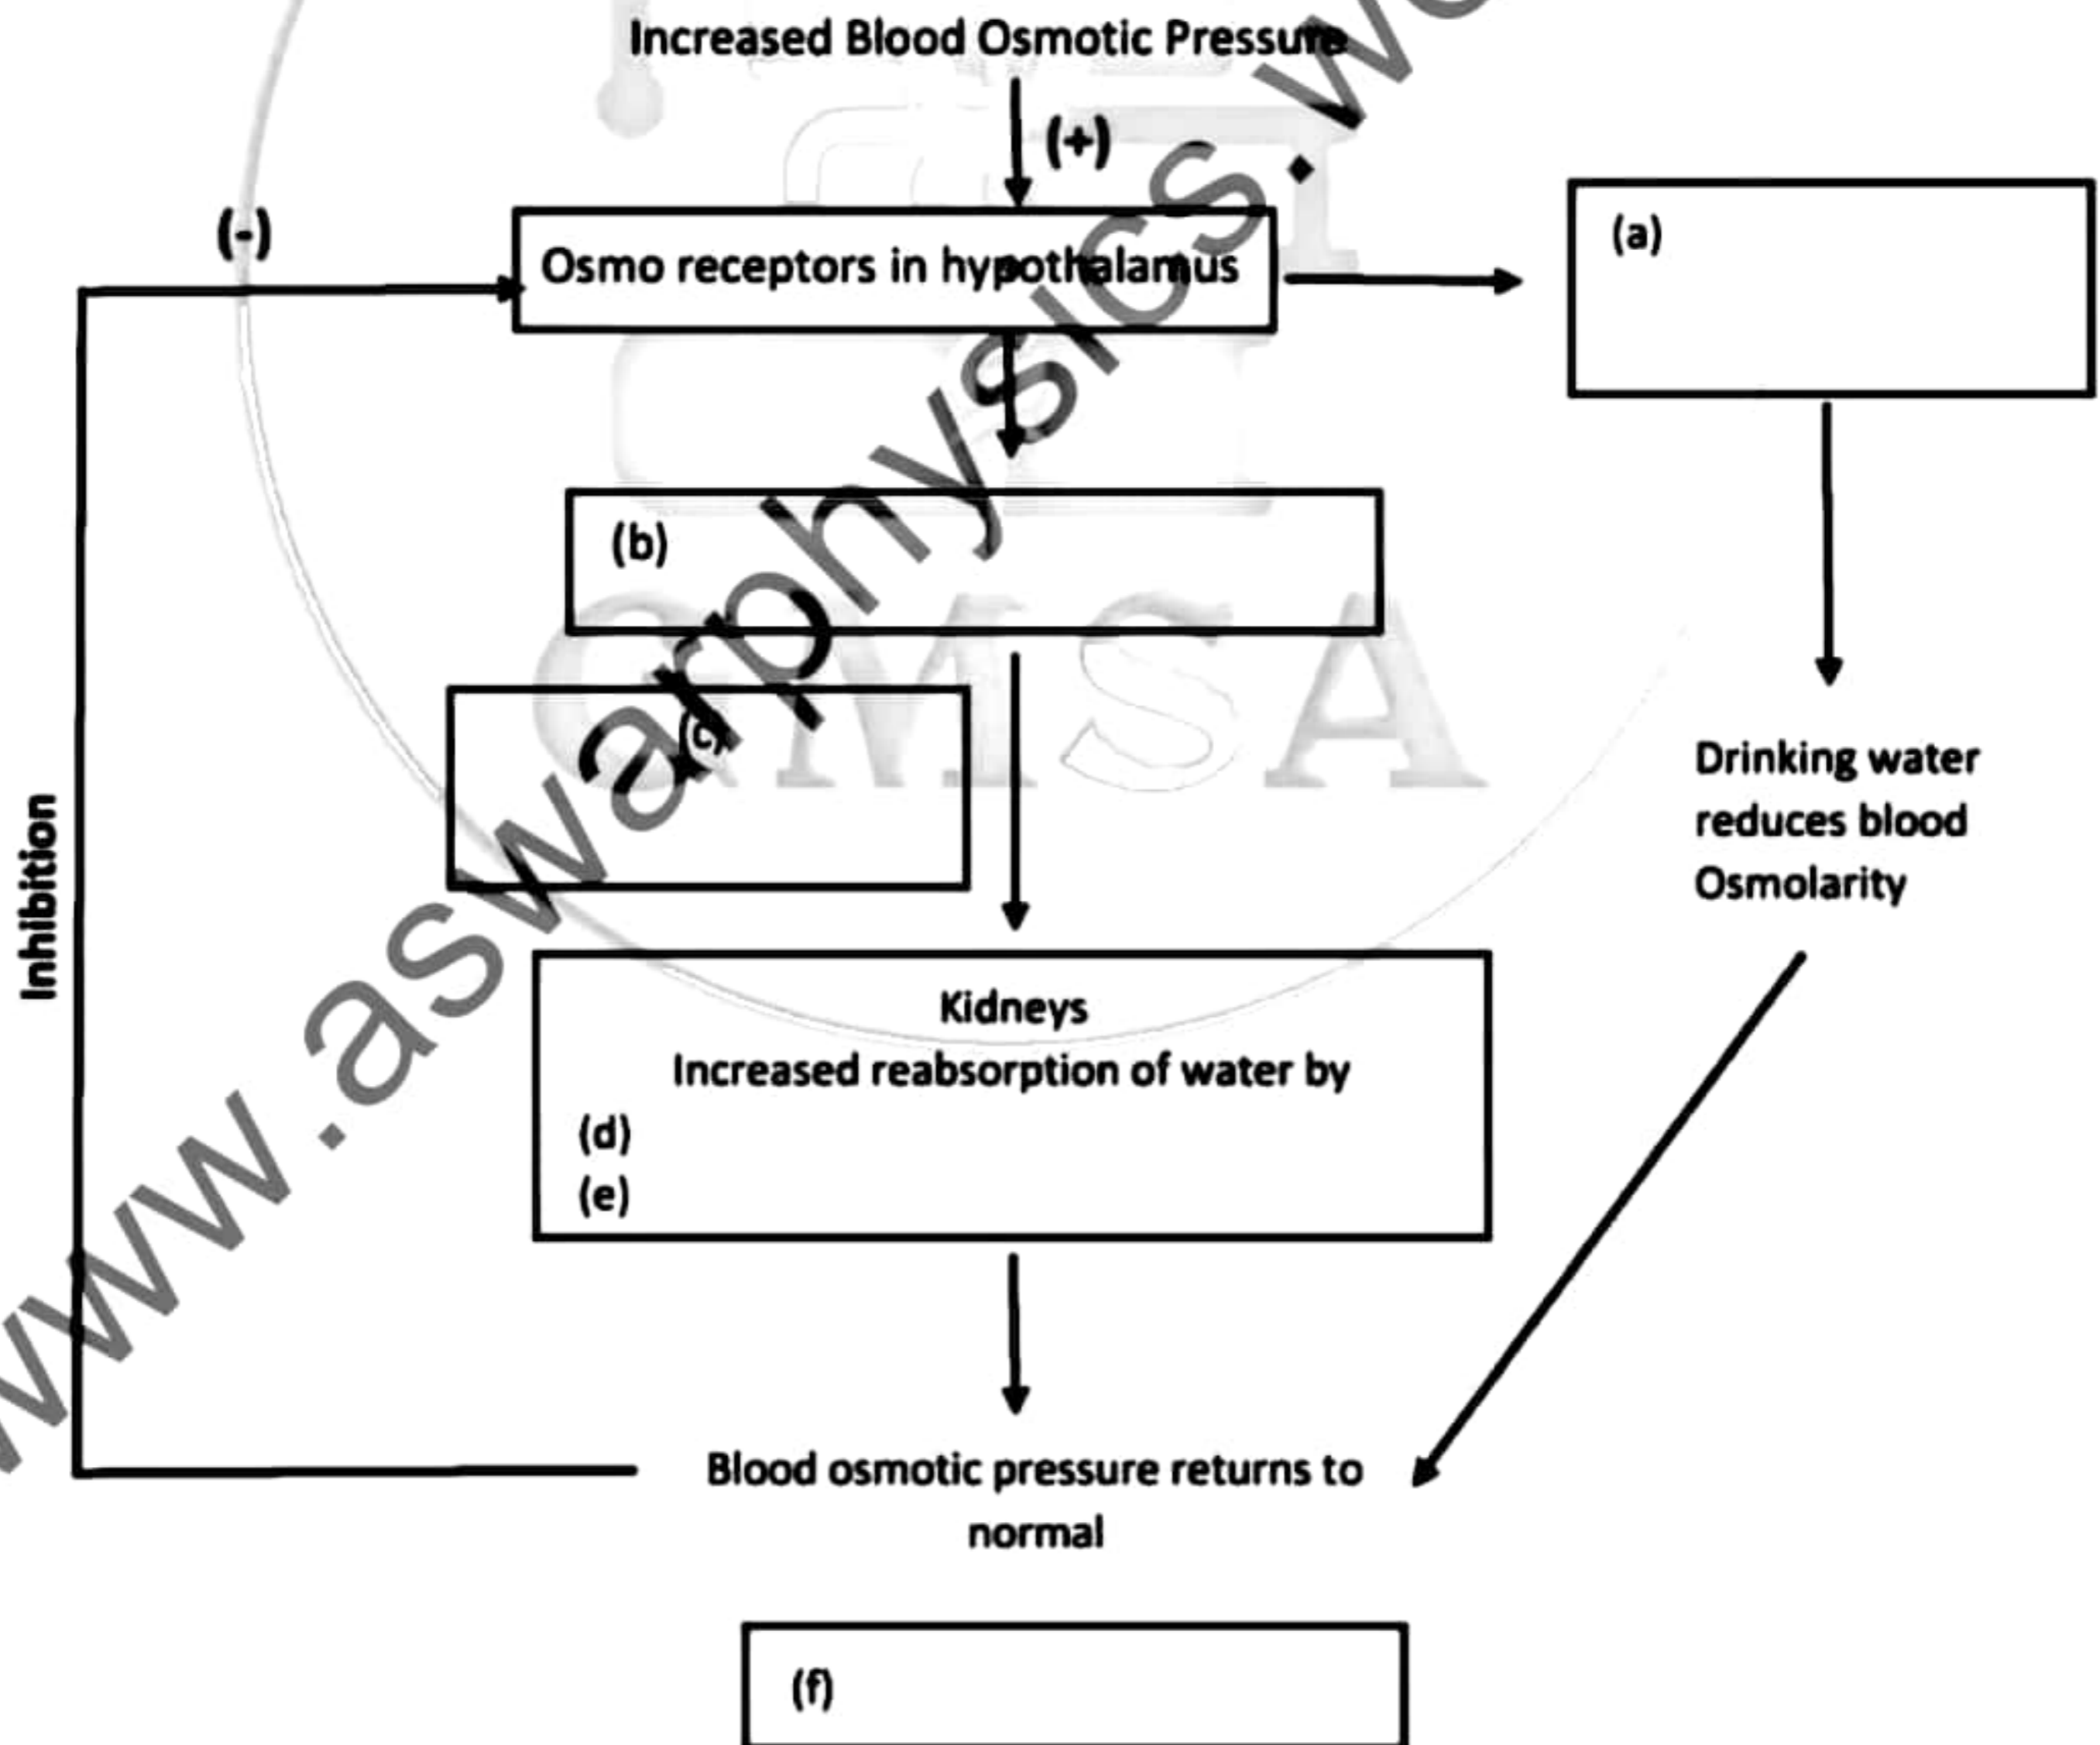 Increased Blood Osmotic Pressure
(+)
(-)
Osmo receptors in hypothalamus
(a)
(b)
(c)
Drinking water
reduces blood
Osmolarity
Inhibition
Kidneys
Increased reabsorption of water by
(d)
(e)
Blood osmotic pressure returns to
normal
(f)
GMSA
www.aswarphysics.w